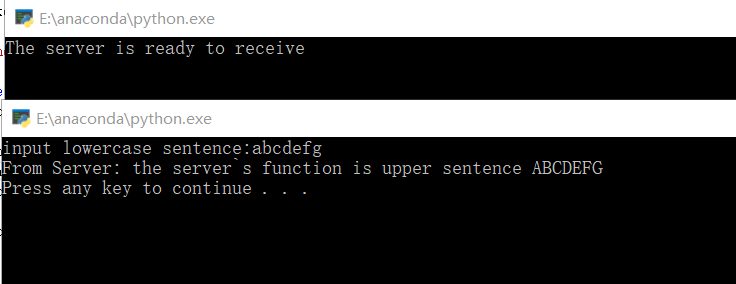 E:\anaconda\python.exe
The server is ready to receive
E:\anaconda\python.exe
input lowercase sentence:abcdefg
From Server: the server`s function is upper sentence ABCDEFG
Press any key to continue . . .